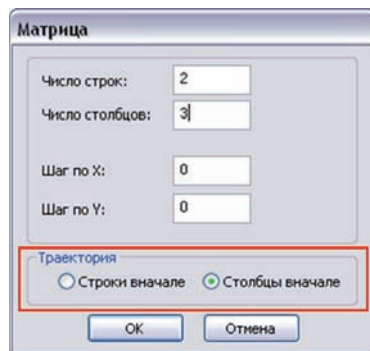 Матрица
Число строк: 2
Число столбцов: 3
Шаг по X: 0
Шаг по Y: 0
Траектория
Строки вначале Столбцы вначале
OK Отмена